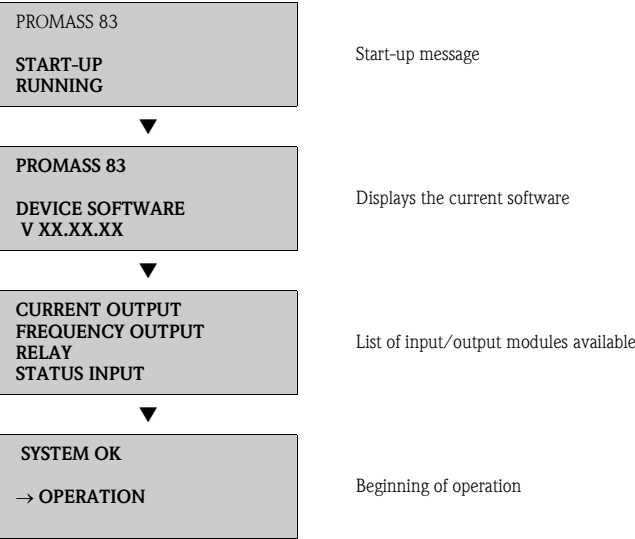 PROMASS 83
START-UP
RUNNING
Start-up message
▼
PROMASS 83
DEVICE SOFTWARE
V XX.XX.XX
Displays the current software
▼
CURRENT OUTPUT
FREQUENCY OUTPUT
RELAY
STATUS INPUT
List of input/output modules available
▼
SYSTEM OK
→ OPERATION
Beginning of operation